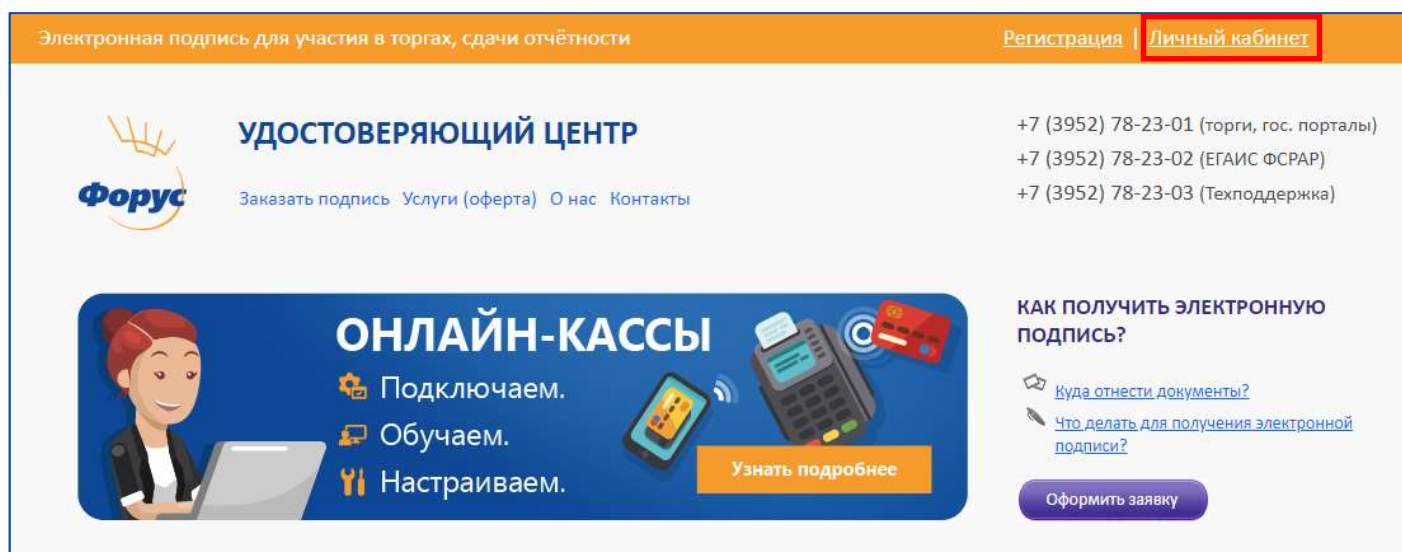 Электронная подпись для участия в торгах, сдачи отчётности
Регистрация | Личный кабинет
Форус
УДОСТОВЕРЯЮЩИЙ ЦЕНТР
Заказать подпись Услуги (оферта) О нас Контакты
+7 (3952) 78-23-01 (торги, гос. порталы)
+7 (3952) 78-23-02 (ЕГАИС ФСРАР)
+7 (3952) 78-23-03 (Техподдержка)
ОНЛАЙН-КАССЫ
Подключаем.
Обучаем.
Настраиваем.
Узнать подробнее
КАК ПОЛУЧИТЬ ЭЛЕКТРОННУЮ
ПОДПИСЬ?
Куда отнести документы?
Что делать для получения электронной
подписи?
Оформить заявку